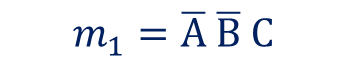 m₁ = A̅ B̅ C